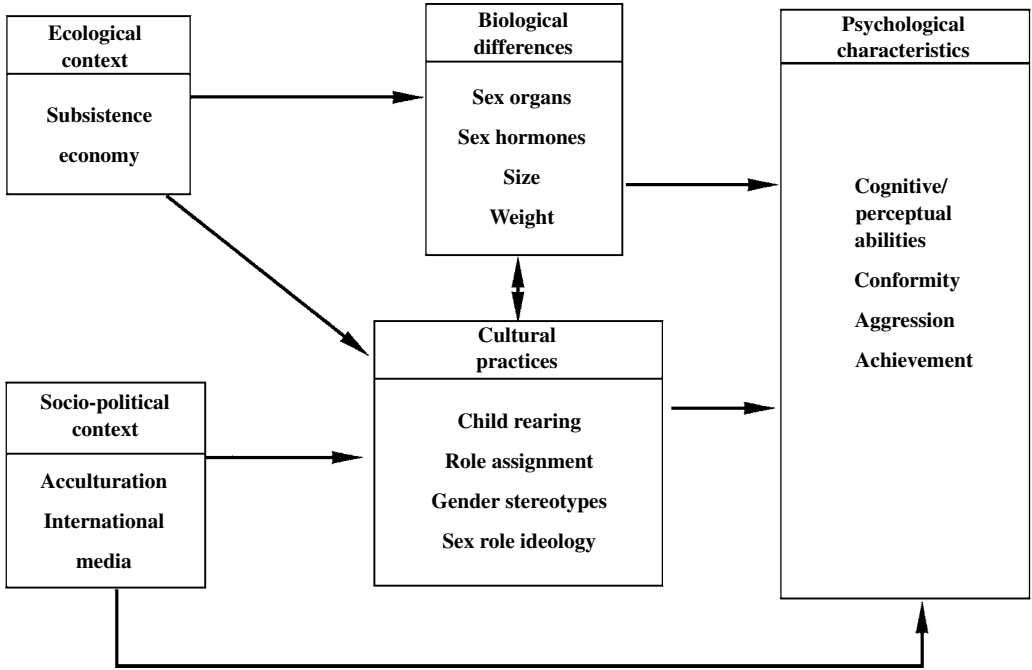 Ecological
context
Subsistence
economy
Biological
differences
Sex organs
Sex hormones
Size
Weight
Psychological
characteristics
Cognitive/
perceptual
abilities
Conformity
Aggression
Achievement
Cultural
practices
Child rearing
Role assignment
Gender stereotypes
Sex role ideology
Socio-political
context
Acculturation
International
media